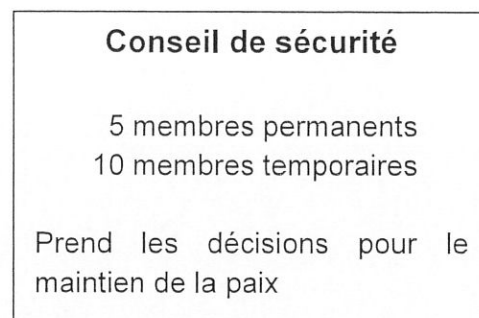 Conseil de sécurité
5 membres permanents
10 membres temporaires
Prend les décisions pour le
maintien de la paix